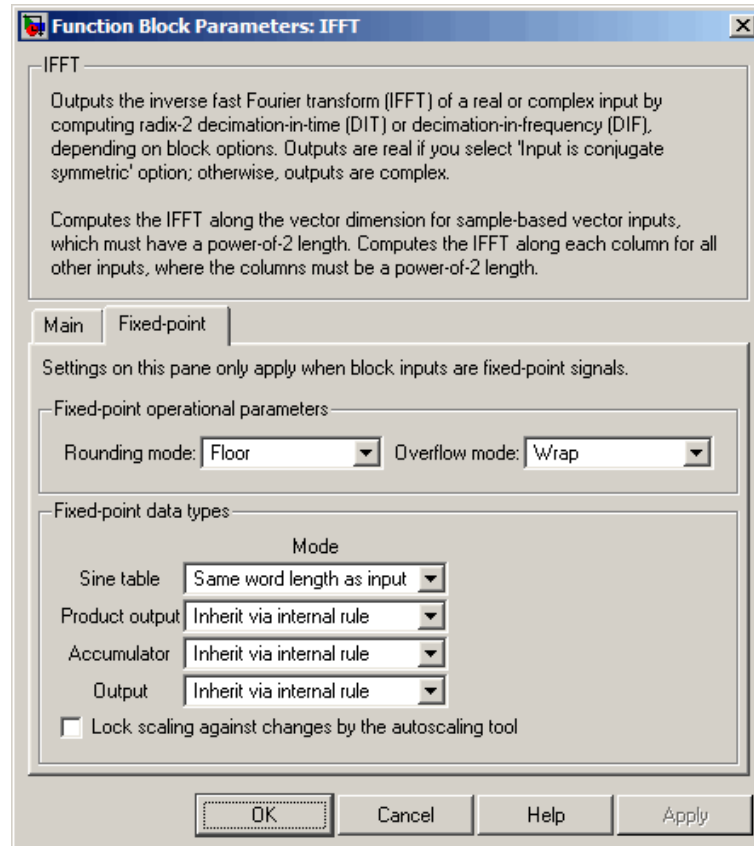 Function Block Parameters: IFFT
IFFT
Outputs the inverse fast Fourier transform (IFFT) of a real or complex input by
computing radix-2 decimation-in-time (DIT) or decimation-in-frequency (DIF),
depending on block options. Outputs are real if you select 'Input is conjugate
symmetric' option; otherwise, outputs are complex.
Computes the IFFT along the vector dimension for sample-based vector inputs,
which must have a power-of-2 length. Computes the IFFT along each column for all
other inputs, where the columns must be a power-of-2 length.
Main Fixed-point
Settings on this pane only apply when block inputs are fixed-point signals.
Fixed-point operational parameters
Rounding mode: Floor Overflow mode: Wrap
Fixed-point data types
Mode
Sine table Same word length as input
Product output Inherit via internal rule
Accumulator Inherit via internal rule
Output Inherit via internal rule
Lock scaling against changes by the autoscaling tool
OK Cancel Help Apply